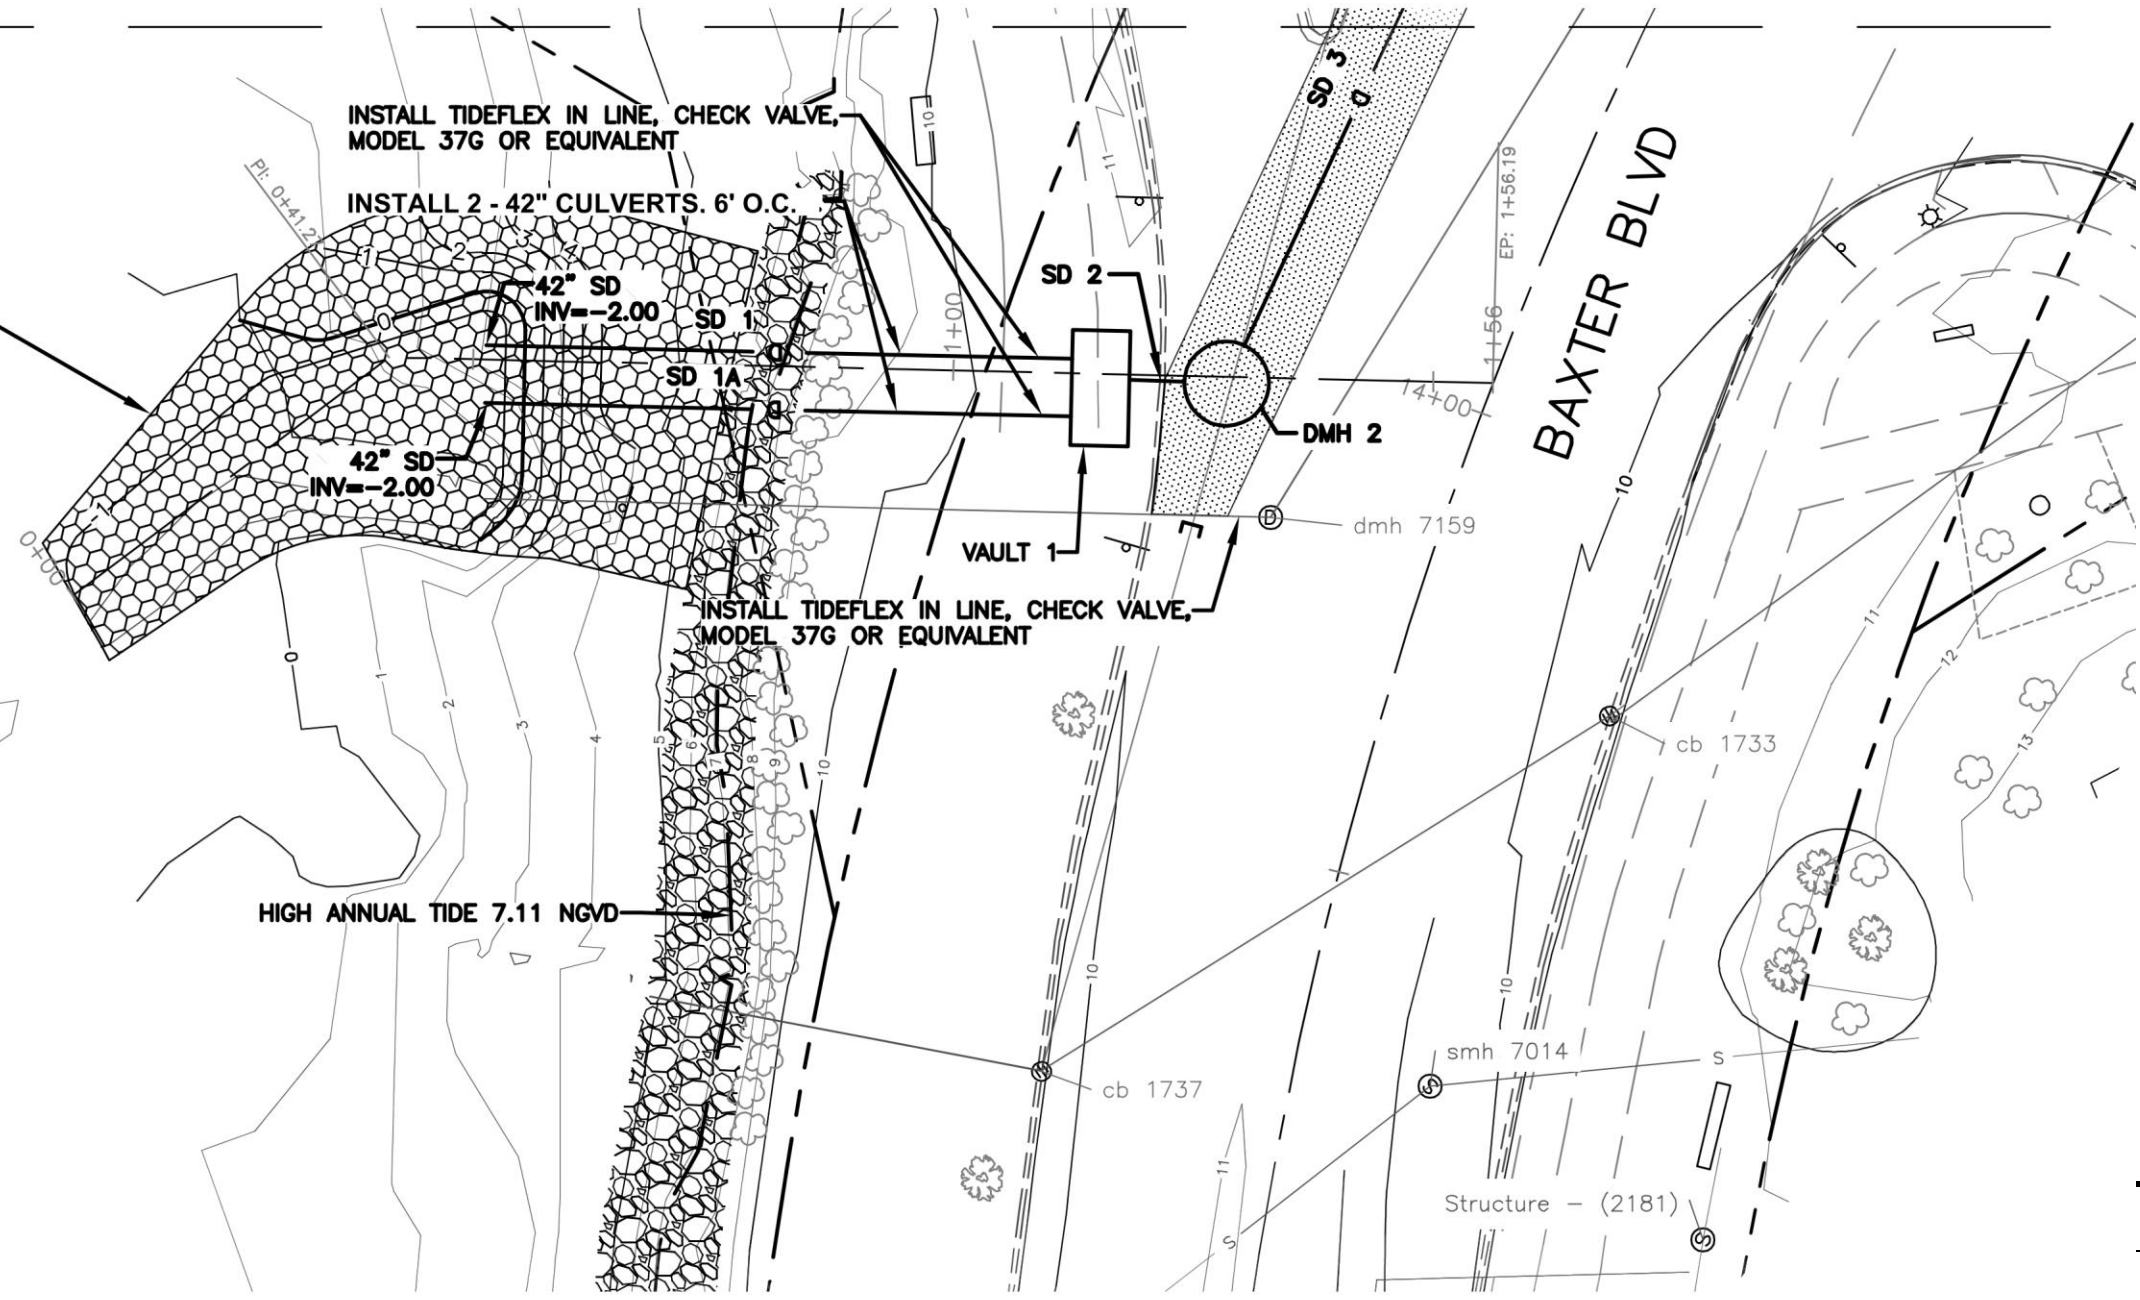 INSTALL TIDEFLEX IN LINE, CHECK VALVE,
MODEL 37G OR EQUIVALENT
INSTALL 2 - 42" CULVERTS. 6' O.C.
PI: 0+41.2
1
2
3
4
0
42" SD
INV=-2.00
SD 1
D
SD 1A
D
42" SD
INV=-2.00
0+00
10
11
1+00
SD 2
SD 3
D
EP: 1+56.19
1+56
14+00
BAXTER BLVD
DMH 2
VAULT 1
D
dmh 7159
INSTALL TIDEFLEX IN LINE, CHECK VALVE,
MODEL 37G OR EQUIVALENT
0
1
2
3
4
5
6
7
8
9
10
10
11
12
13
cb 1733
HIGH ANNUAL TIDE 7.11 NGVD
10
10
cb 1737
smh 7014
S
S
11
S
Structure - (2181)
S